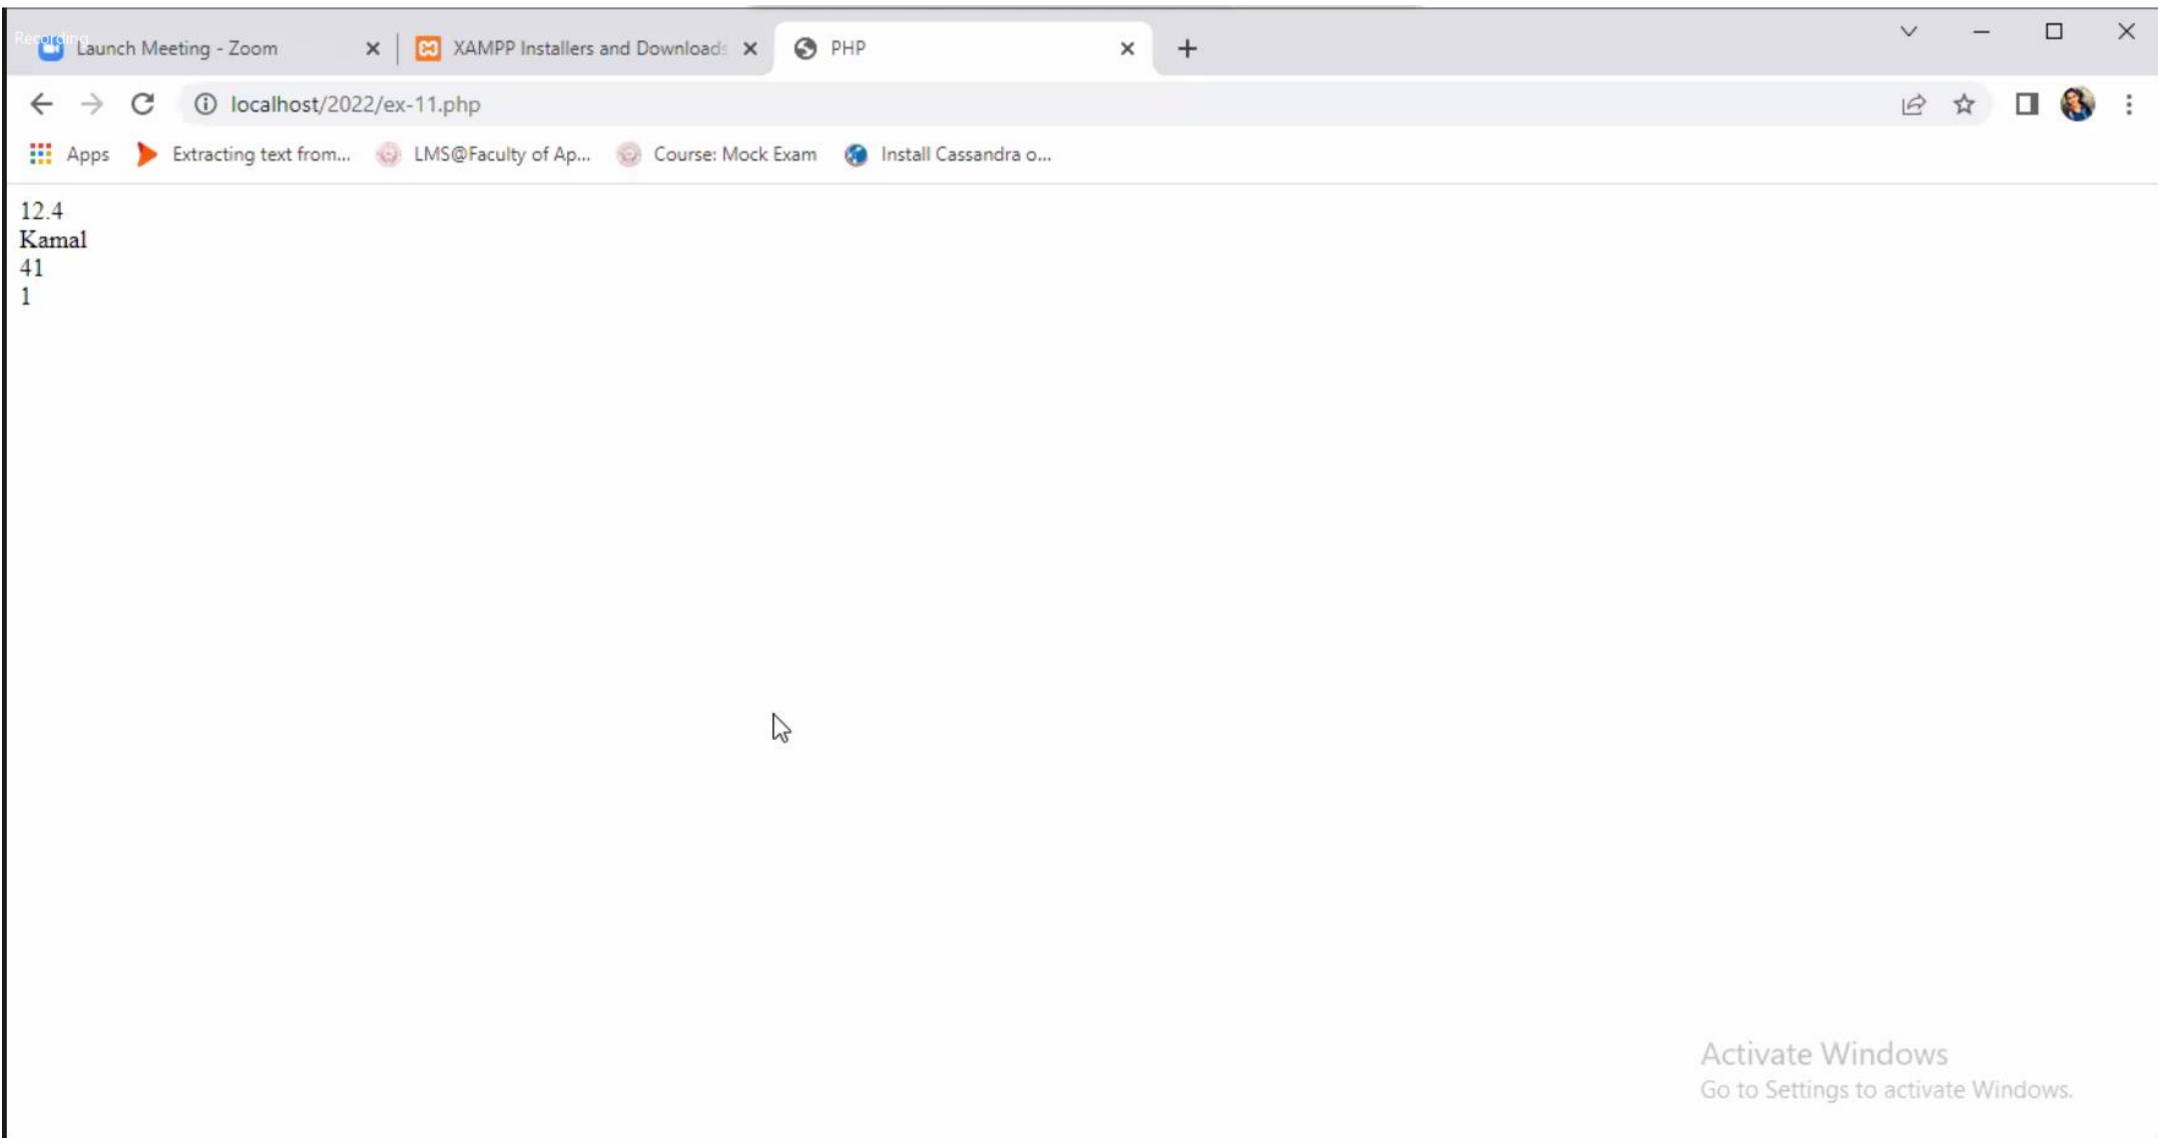 Recording
Launch Meeting - Zoom
XAMPP Installers and Downloads
PHP
localhost/2022/ex-11.php
Apps
Extracting text from...
LMS@Faculty of Ap...
Course: Mock Exam
Install Cassandra o...
12.4
Kamal
41
1
Activate Windows
Go to Settings to activate Windows.